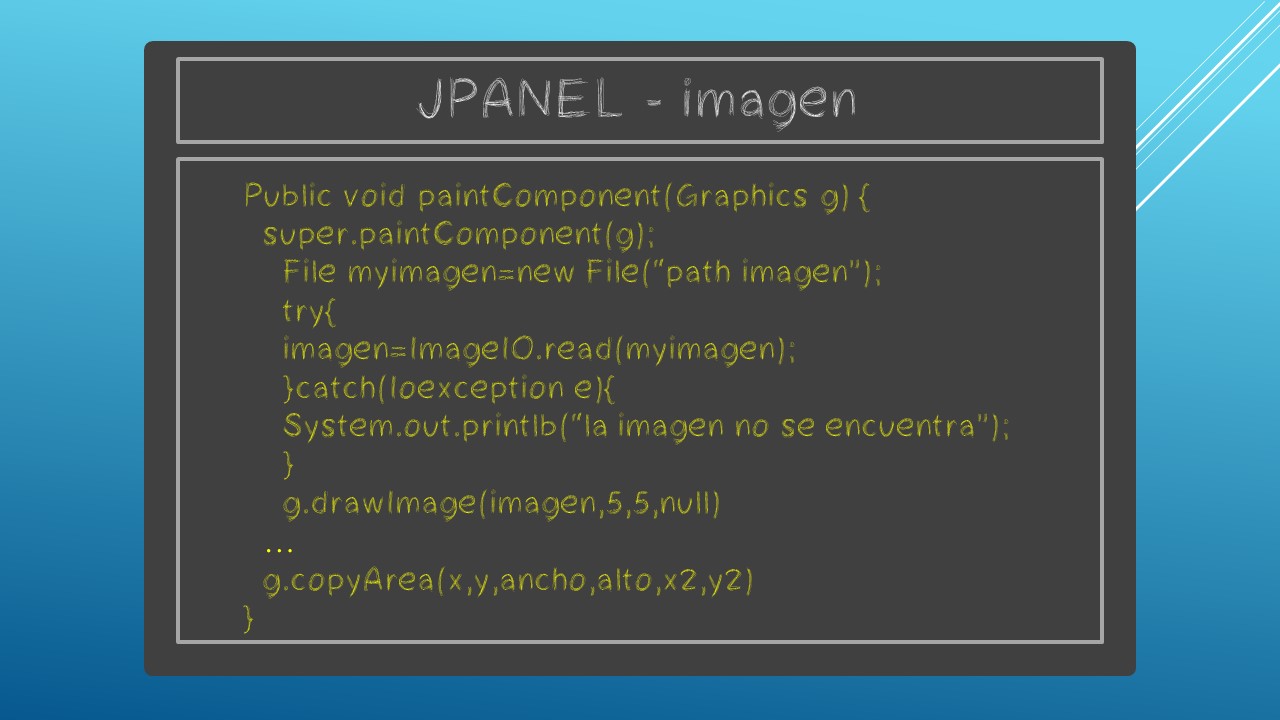 JPANEL - imagen
Public void paintComponent(Graphics g) {
super.paintComponent(g);
File myimagen=new File(“path imagen”);
try{
imagen=ImageIO.read(myimagen);
}catch(Ioexception e){
System.out.printlb(“la imagen no se encuentra”);
}
g.drawImage(imagen,5,5,null)
...
g.copyArea(x,y,ancho,alto,x2,y2)
}